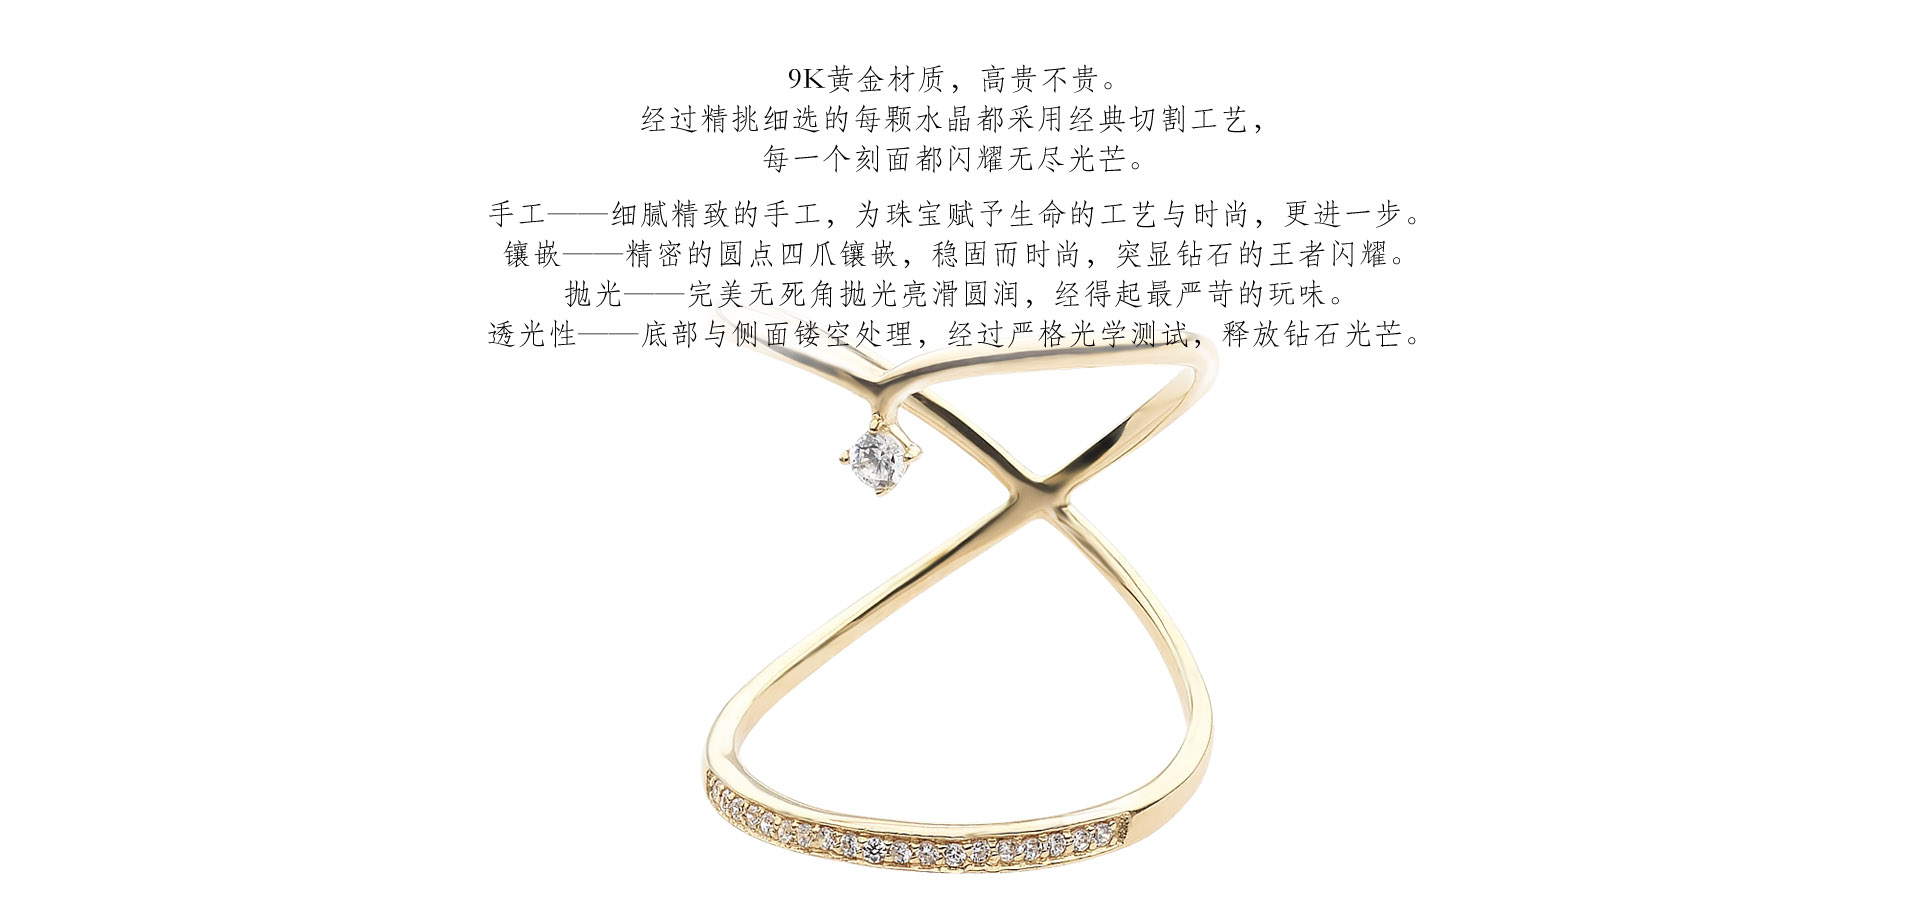 9K黄金材质，高贵不贵。
经过精挑细选的每颗水晶都采用经典切割工艺，
每一个刻面都闪耀无尽光芒。
手工——细腻精致的手工，为珠宝赋予生命的工艺与时尚，更进一步。
镶嵌——精密的圆点四爪镶嵌，稳固而时尚，突显钻石的王者闪耀。
抛光——完美无死角抛光亮滑圆润，经得起最严苛的玩味。
透光性——底部与侧面镂空处理，经过严格光学测试，释放钻石光芒。